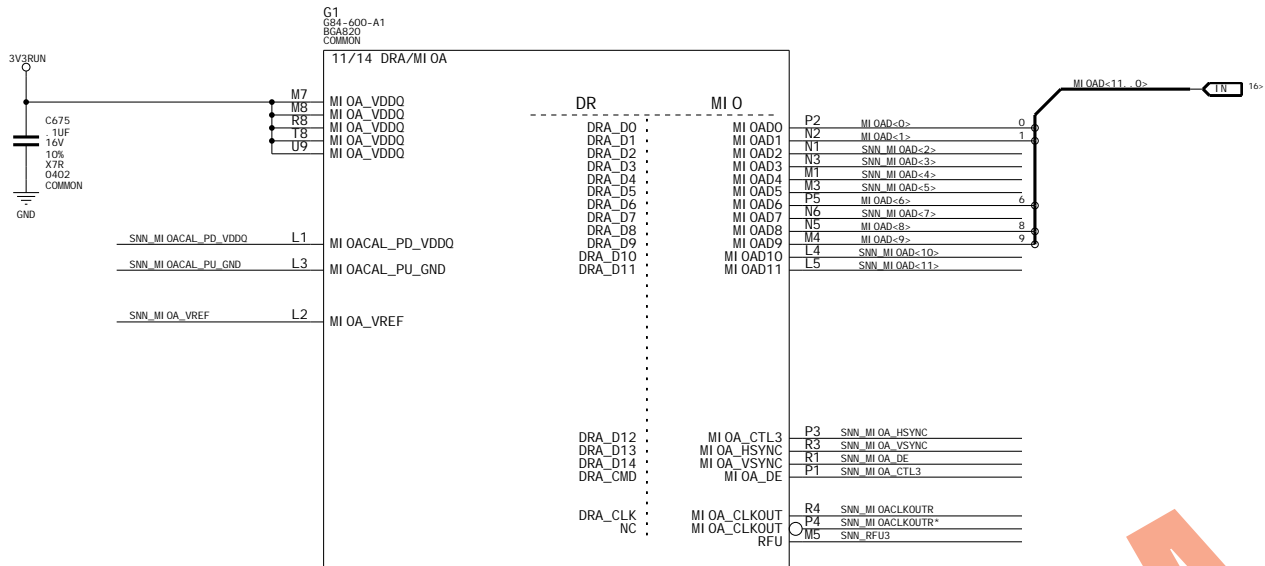 G1
G84-600-A1
BGA820
COMMON
11/14 DRA/MIOA
3V3RUN
C675
.1UF
16V
10%
X7R
0402
COMMON
GND
M7 MIOA_VDDQ
M8 MIOA_VDDQ
R8 MIOA_VDDQ
T8 MIOA_VDDQ
U9 MIOA_VDDQ
SNN_MIOACAL_PD_VDDQ L1 MIOACAL_PD_VDDQ
SNN_MIOACAL_PU_GND L3 MIOACAL_PU_GND
SNN_MIOA_VREF L2 MIOA_VREF
DR MIO
MIOAD<11..0> IN 16>
DRA_D0 MIOAD0 P2 MIOAD<0> 0
DRA_D1 MIOAD1 N2 MIOAD<1> 1
DRA_D2 MIOAD2 N1 SNN_MIOAD<2>
DRA_D3 MIOAD3 N3 SNN_MIOAD<3>
DRA_D4 MIOAD4 M1 SNN_MIOAD<4>
DRA_D5 MIOAD5 M3 SNN_MIOAD<5>
DRA_D6 MIOAD6 P5 MIOAD<6> 6
DRA_D7 MIOAD7 N6 SNN_MIOAD<7>
DRA_D8 MIOAD8 N5 MIOAD<8> 8
DRA_D9 MIOAD9 M4 MIOAD<9> 9
DRA_D10 MIOAD10 L4 SNN_MIOAD<10>
DRA_D11 MIOAD11 L5 SNN_MIOAD<11>
DRA_D12 MIOA_CTL3 P3 SNN_MIOA_HSYNC
DRA_D13 MIOA_HSYNC R3 SNN_MIOA_VSYNC
DRA_D14 MIOA_VSYNC R1 SNN_MIOA_DE
DRA_CMD MIOA_DE P1 SNN_MIOA_CTL3
DRA_CLK MIOA_CLKOUT R4 SNN_MIOACLKOUTR
NC MIOA_CLKOUT P4 SNN_MIOACLKOUTR*
RFU M5 SNN_RFU3